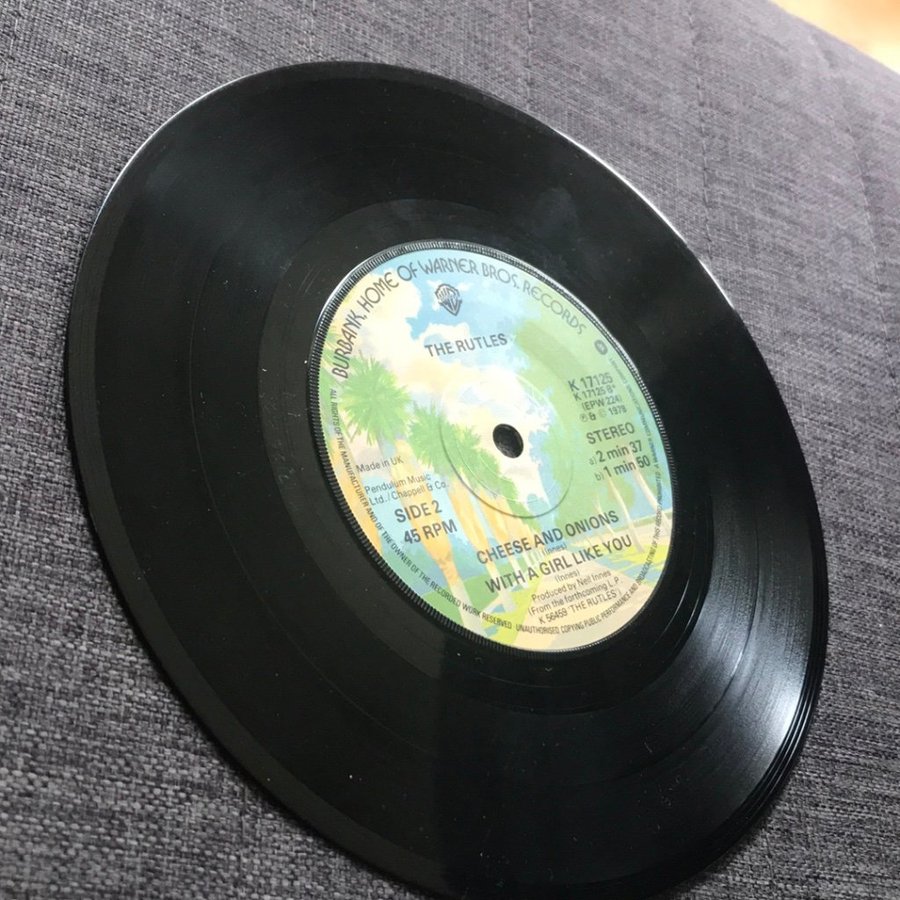 BURBANK, HOME OF WARNER BROS. RECORDS
THE RUTLES
K 17125
K 17125 B*
(EPW 224)
℗ & © 1978
STEREO
a) 2 min 37
b) 1 min 50
Made in UK
Pendulum Music
Ltd./Chappell & Co.
SIDE 2
45 RPM
CHEESE AND ONIONS
(Innes)
WITH A GIRL LIKE YOU
(Innes)
Produced by Neil Innes
(From the forthcoming L.P.
K 56459 'THE RUTLES')
ALL RIGHTS OF THE MANUFACTURER AND OF THE OWNER OF THE RECORDED WORK RESERVED UNAUTHORISED COPYING PUBLIC PERFORMANCE AND BROADCASTING OF THIS RECORD PROHIBITED